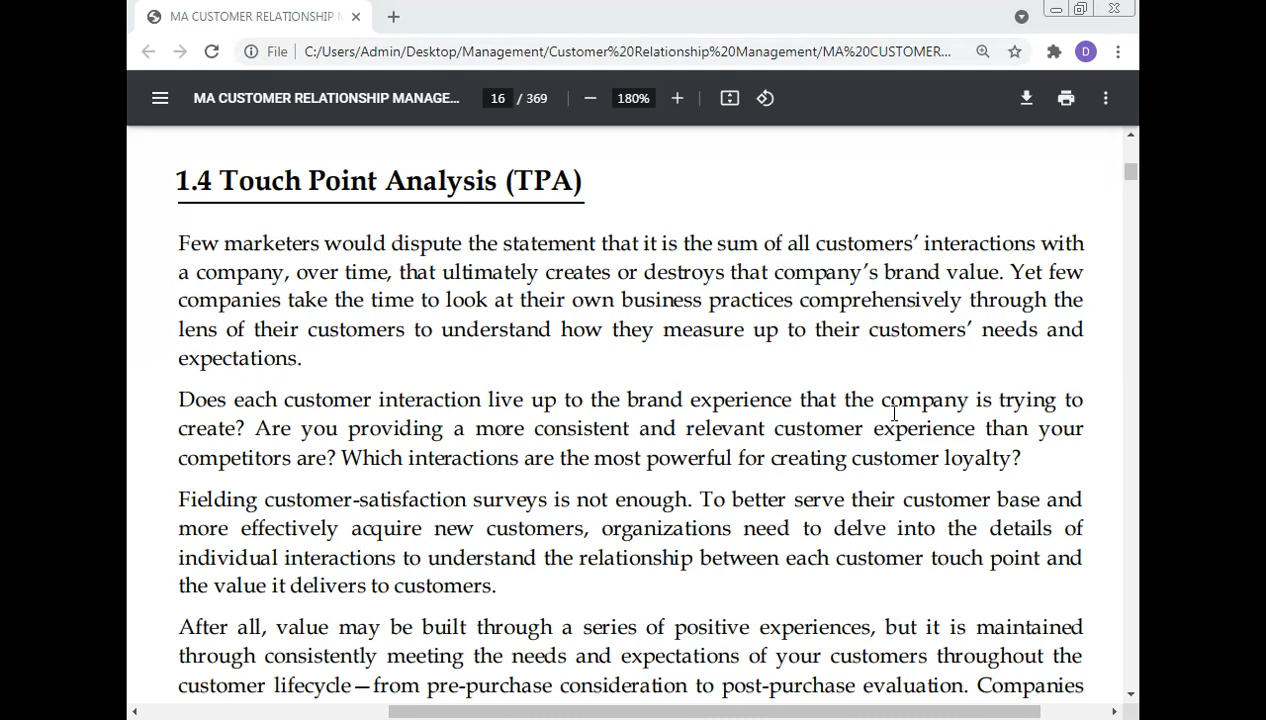 MA CUSTOMER RELATIONSHIP M
File
C:/Users/Admin/Desktop/Management/Customer%20Relationship%20Management/MA%20CUSTOMER...
D
MA CUSTOMER RELATIONSHIP MANAGE...
16 / 369
180%
1.4 Touch Point Analysis (TPA)
Few marketers would dispute the statement that it is the sum of all customers’ interactions with
a company, over time, that ultimately creates or destroys that company’s brand value. Yet few
companies take the time to look at their own business practices comprehensively through the
lens of their customers to understand how they measure up to their customers’ needs and
expectations.
Does each customer interaction live up to the brand experience that the company is trying to
create? Are you providing a more consistent and relevant customer experience than your
competitors are? Which interactions are the most powerful for creating customer loyalty?
Fielding customer-satisfaction surveys is not enough. To better serve their customer base and
more effectively acquire new customers, organizations need to delve into the details of
individual interactions to understand the relationship between each customer touch point and
the value it delivers to customers.
After all, value may be built through a series of positive experiences, but it is maintained
through consistently meeting the needs and expectations of your customers throughout the
customer lifecycle—from pre-purchase consideration to post-purchase evaluation. Companies